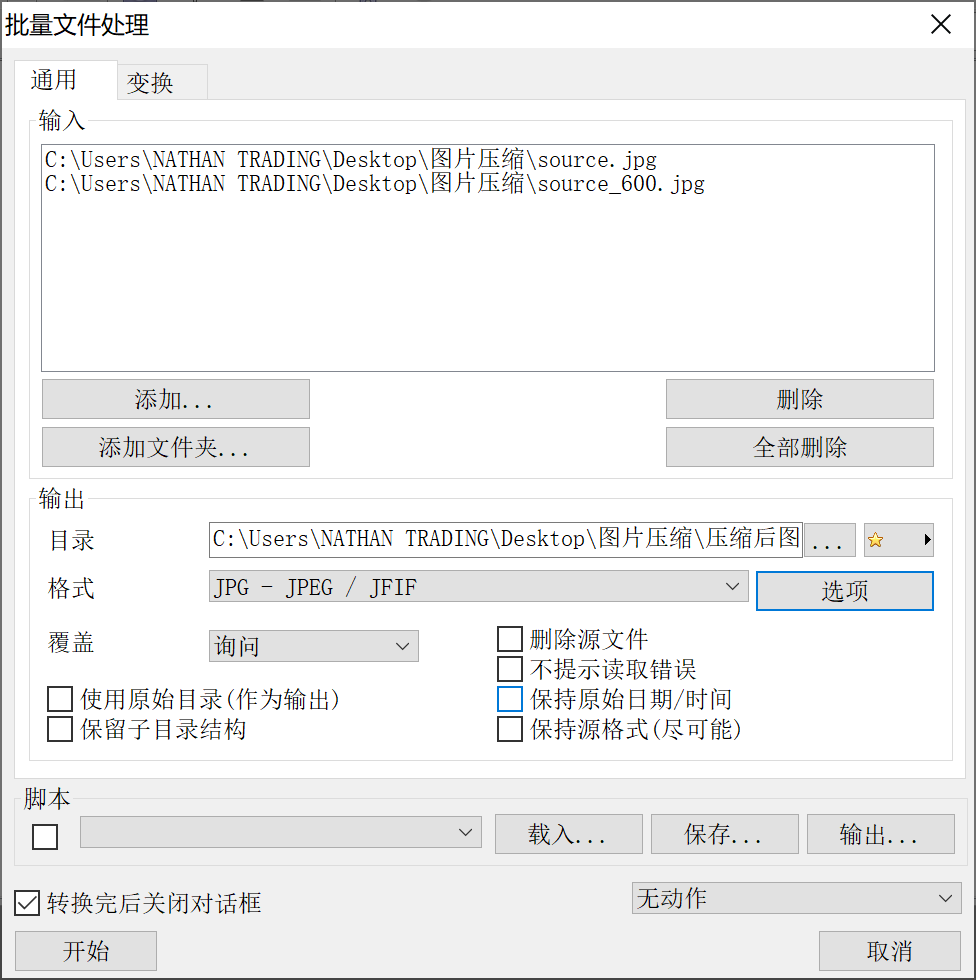 批量文件处理
通用 变换
输入
C:\Users\NATHAN TRADING\Desktop\图片压缩\source.jpg
C:\Users\NATHAN TRADING\Desktop\图片压缩\source_600.jpg
添加... 删除
添加文件夹... 全部删除
输出
目录 C:\Users\NATHAN TRADING\Desktop\图片压缩\压缩后图 ...
格式 JPG - JPEG / JFIF 选项
覆盖 询问 删除源文件
不提示读取错误
使用原始目录(作为输出) 保持原始日期/时间
保留子目录结构 保持源格式(尽可能)
脚本
载入... 保存... 输出...
转换完后关闭对话框 无动作
开始 取消